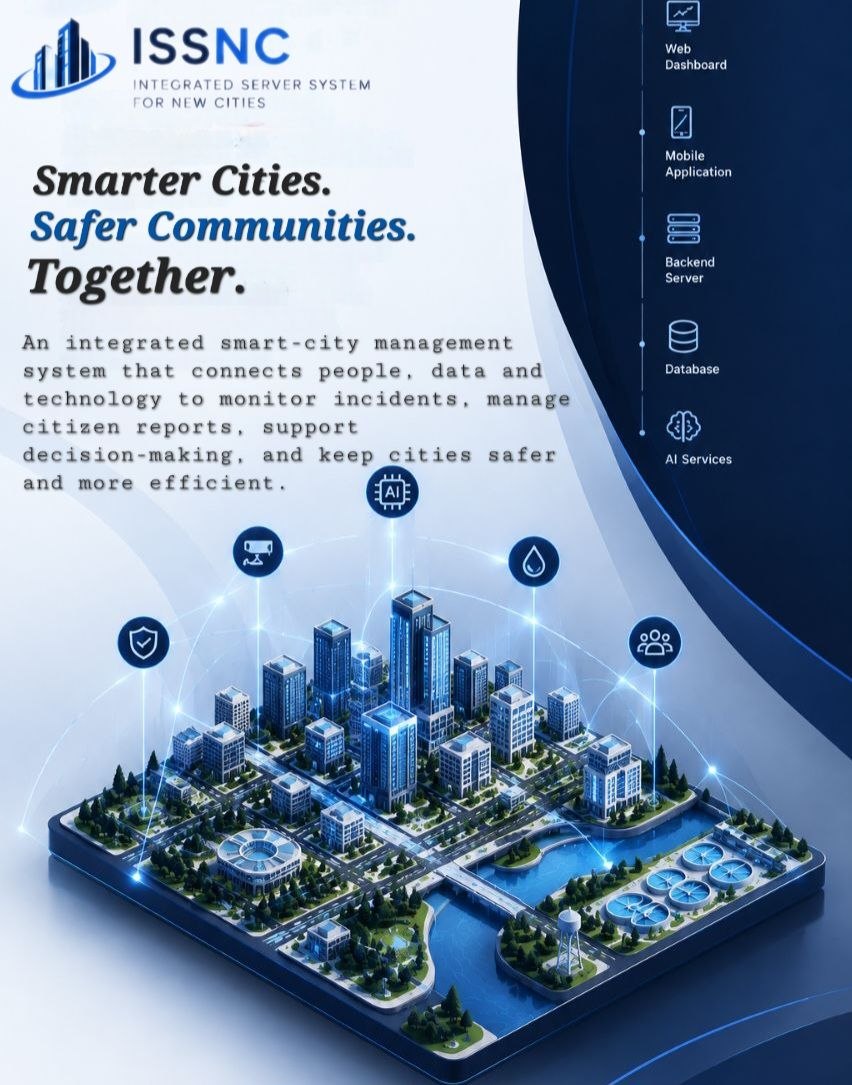 ISSNC
INTEGRATED SERVER SYSTEM
FOR NEW CITIES
Smarter Cities.
Safer Communities.
Together.
An integrated smart-city management
system that connects people, data and
technology to monitor incidents, manage
citizen reports, support
decision-making, and keep cities safer
and more efficient.
Web
Dashboard
Mobile
Application
Backend
Server
Database
AI Services
AI